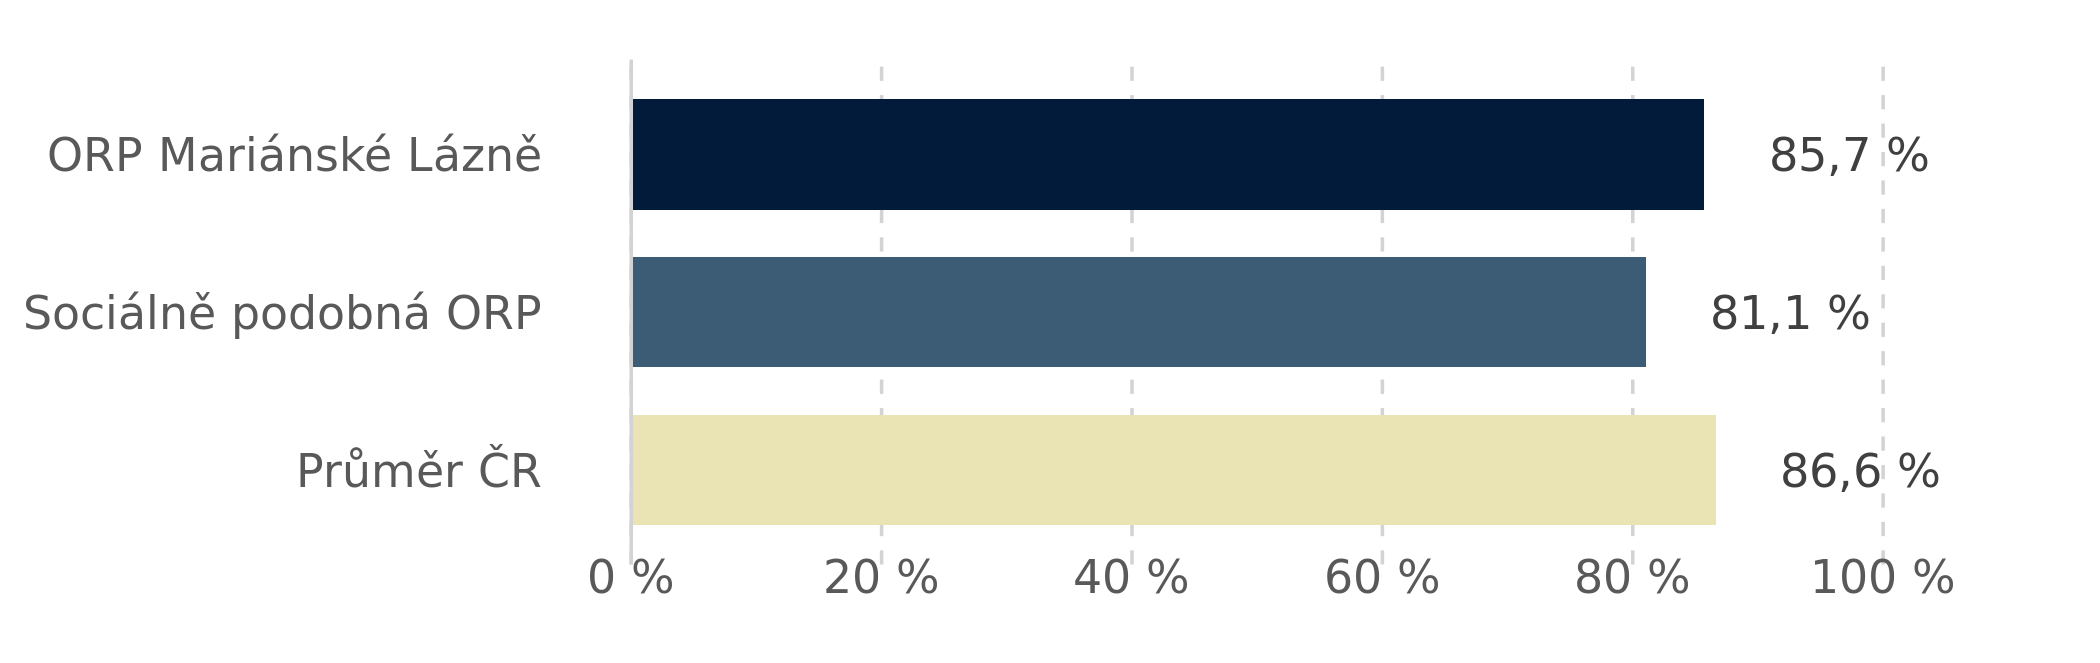 ORP Mariánské Lázně
85,7 %
Sociálně podobná ORP
81,1 %
Průměr ČR
86,6 %
0 % 20 % 40 % 60 % 80 % 100 %